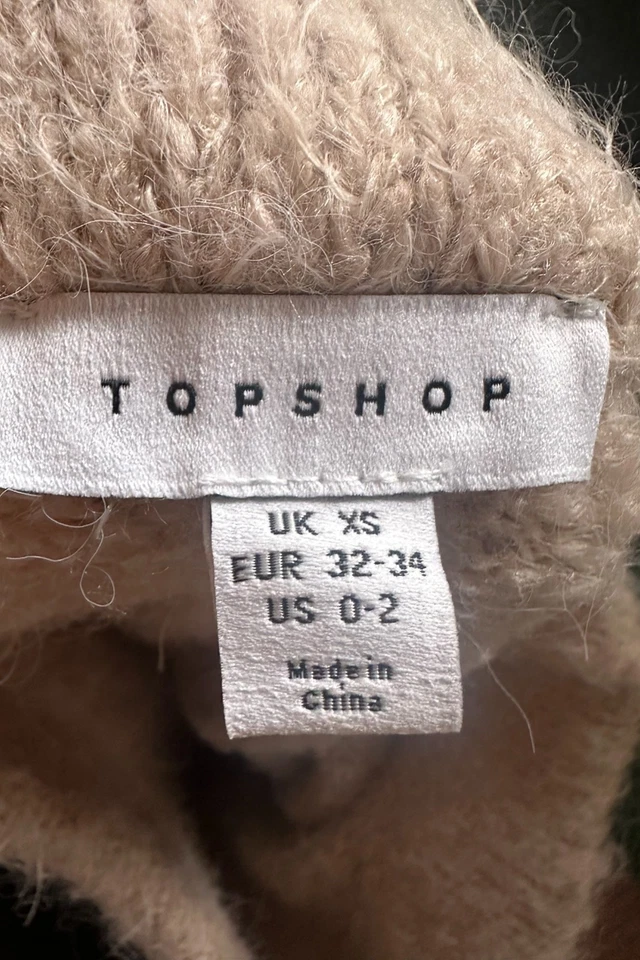 TOPSHOP
UK XS
EUR 32-34
US 0-2
Made in
China